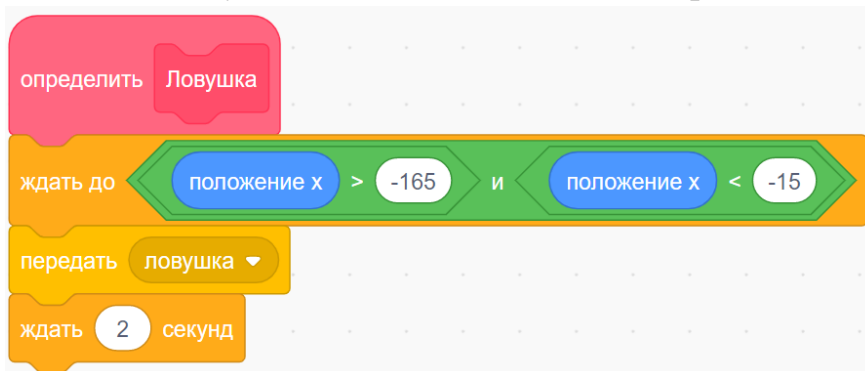 определить Ловушка
ждать до положение x > -165 и положение x < -15
передать ловушка
ждать 2 секунд